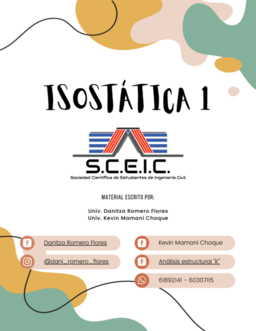 ISOSTÁTICA 1
S.C.E.I.C.
Sociedad Científica de Estudiantes de Ingeniería Civil
MATERIAL ESCRITO POR:
Univ. Danitza Romero Flores
Univ. Kevin Mamani Choque
Danitza Romero Flores
Kevin Mamani Choque
@dani_romero_flores
Análisis estructural "K"
61892141 - 60307115